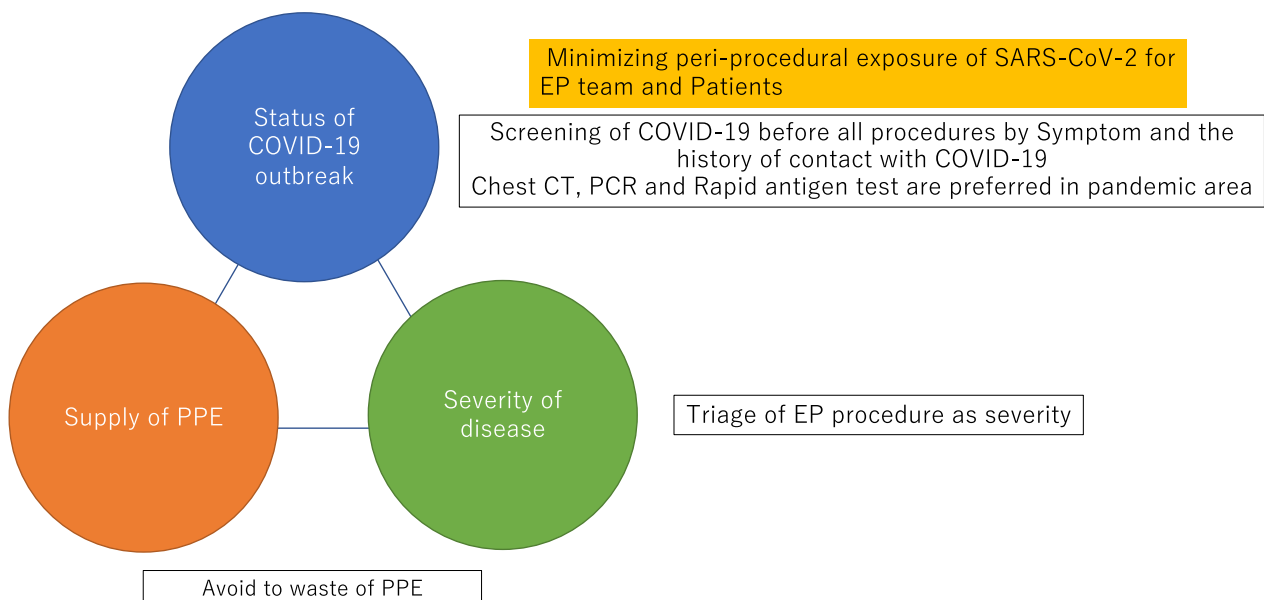 Minimizing peri-procedural exposure of SARS-CoV-2 for
EP team and Patients
Status of
COVID-19
outbreak
Screening of COVID-19 before all procedures by Symptom and the
history of contact with COVID-19
Chest CT, PCR and Rapid antigen test are preferred in pandemic area
Supply of PPE
Severity of
disease
Triage of EP procedure as severity
Avoid to waste of PPE